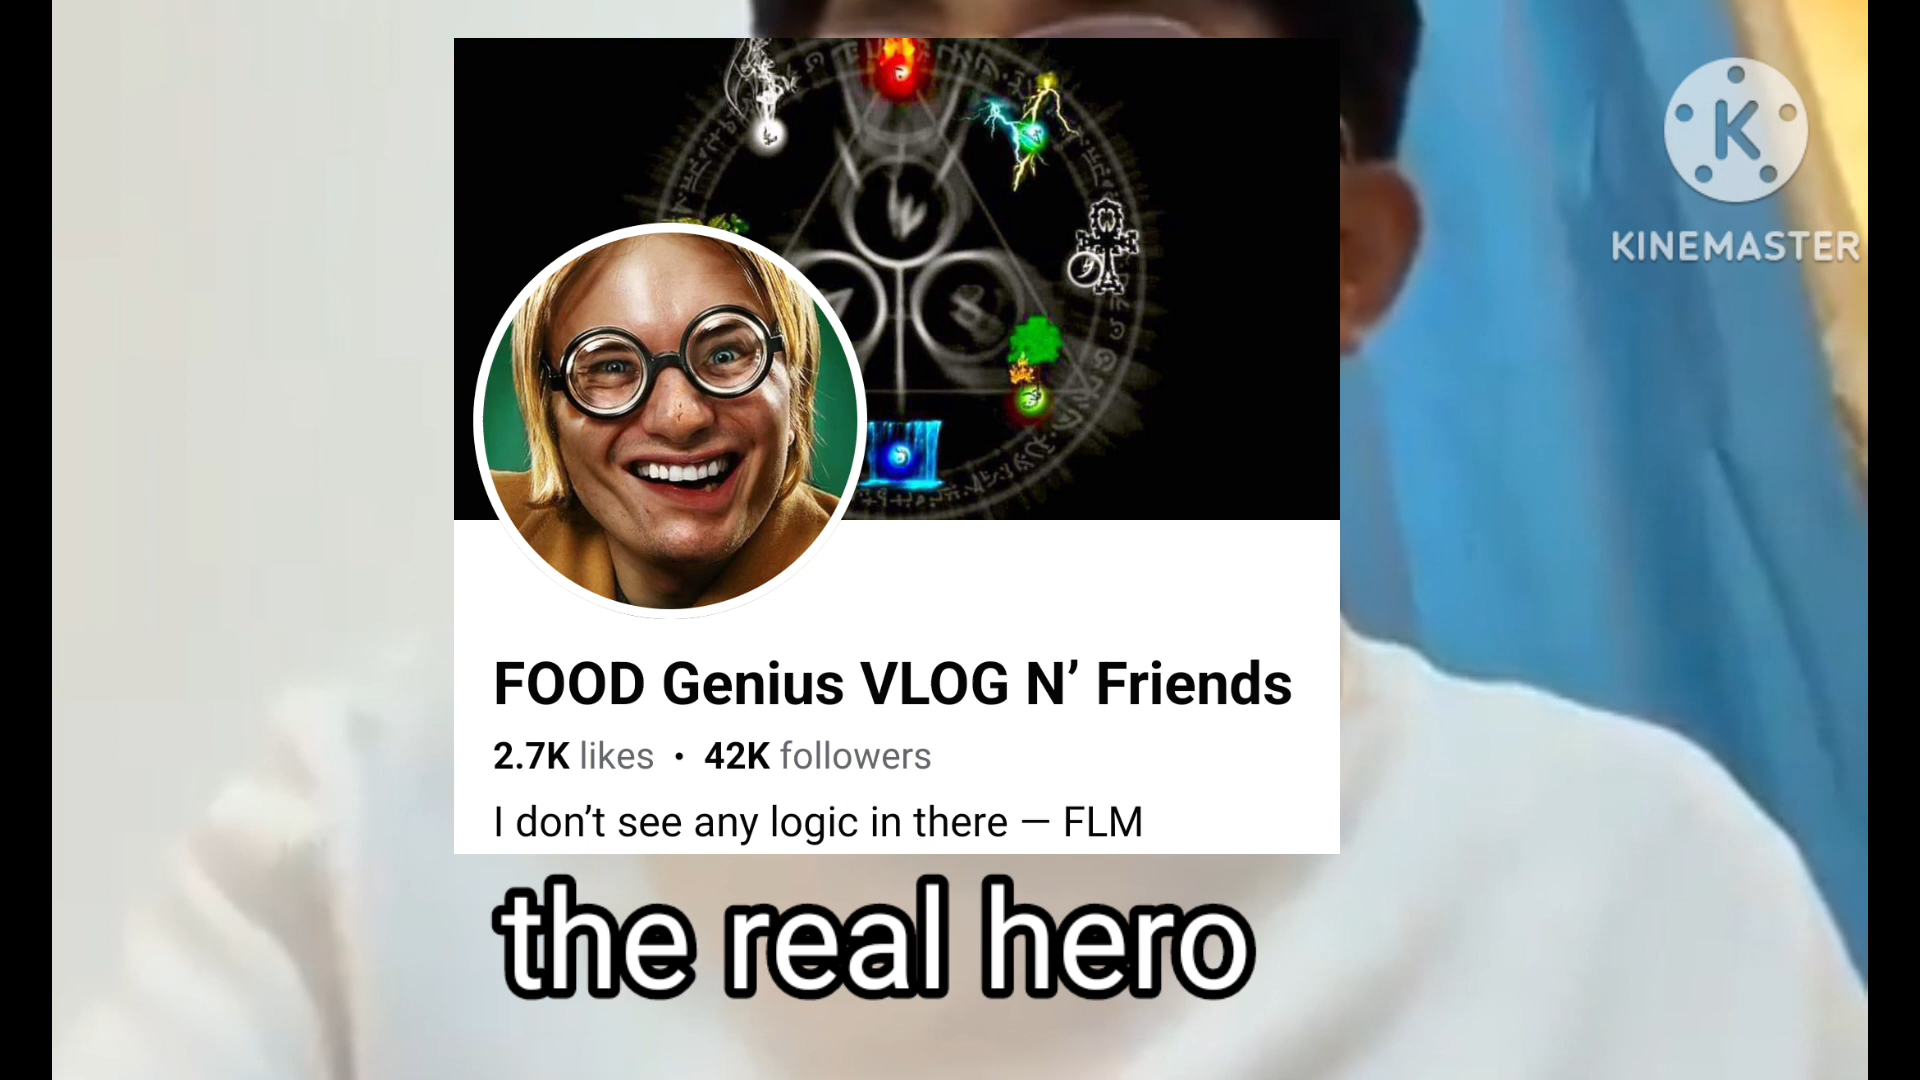 K
KINEMASTER
FOOD Genius VLOG N’ Friends
2.7K likes • 42K followers
I don’t see any logic in there — FLM
the real hero